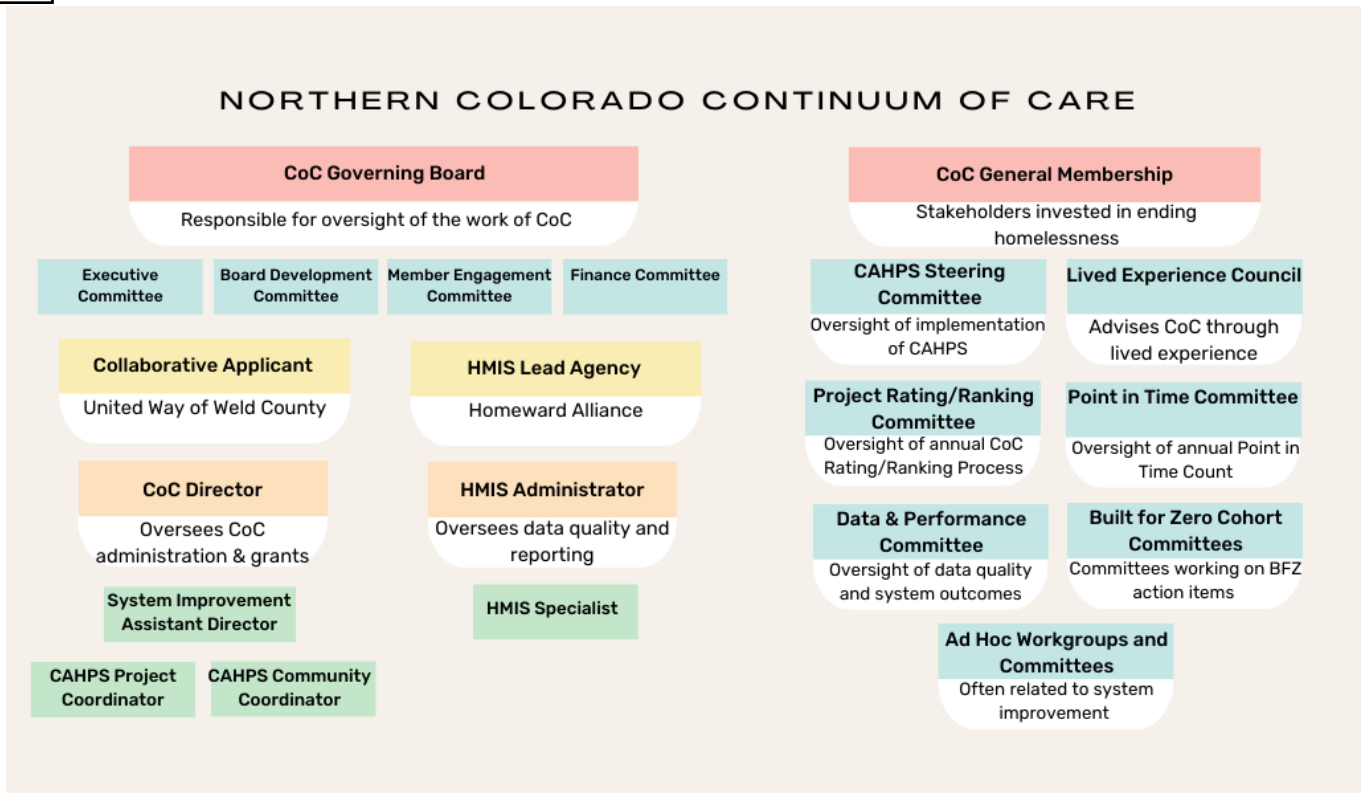 NORTHERN COLORADO CONTINUUM OF CARE
CoC Governing Board
Responsible for oversight of the work of CoC
Executive
Committee
Board Development
Committee
Member Engagement
Committee
Finance Committee
Collaborative Applicant
United Way of Weld County
HMIS Lead Agency
Homeward Alliance
CoC Director
Oversees CoC
administration & grants
HMIS Administrator
Oversees data quality and
reporting
System Improvement
Assistant Director
HMIS Specialist
CAHPS Project
Coordinator
CAHPS Community
Coordinator
CoC General Membership
Stakeholders invested in ending
homelessness
CAHPS Steering
Committee
Oversight of implementation
of CAHPS
Lived Experience Council
Advises CoC through
lived experience
Project Rating/Ranking
Committee
Oversight of annual CoC
Rating/Ranking Process
Point in Time Committee
Oversight of annual Point in
Time Count
Data & Performance
Committee
Oversight of data quality
and system outcomes
Built for Zero Cohort
Committees
Committees working on BFZ
action items
Ad Hoc Workgroups and
Committees
Often related to system
improvement